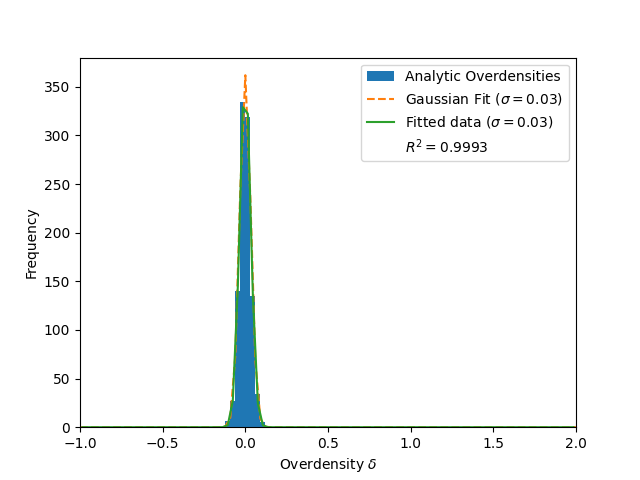 350
300
250
200
150
100
50
0
Frequency
Analytic Overdensities
Gaussian Fit (σ = 0.03)
Fitted data (σ = 0.03)
R² = 0.9993
−1.0 −0.5 0.0 0.5 1.0 1.5 2.0
Overdensity δ